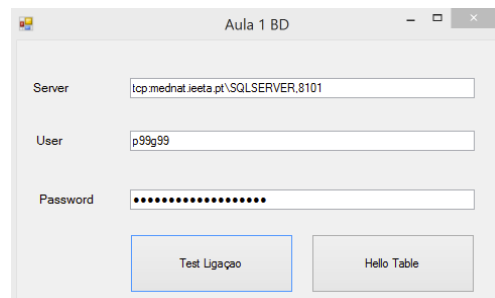 Aula 1 BD
Server tcp:mednat.ieeta.pt\SQLSERVER,8101
User p99g99
Password ●●●●●●●●●●●●●●●●●●●
Test Ligaçao Hello Table